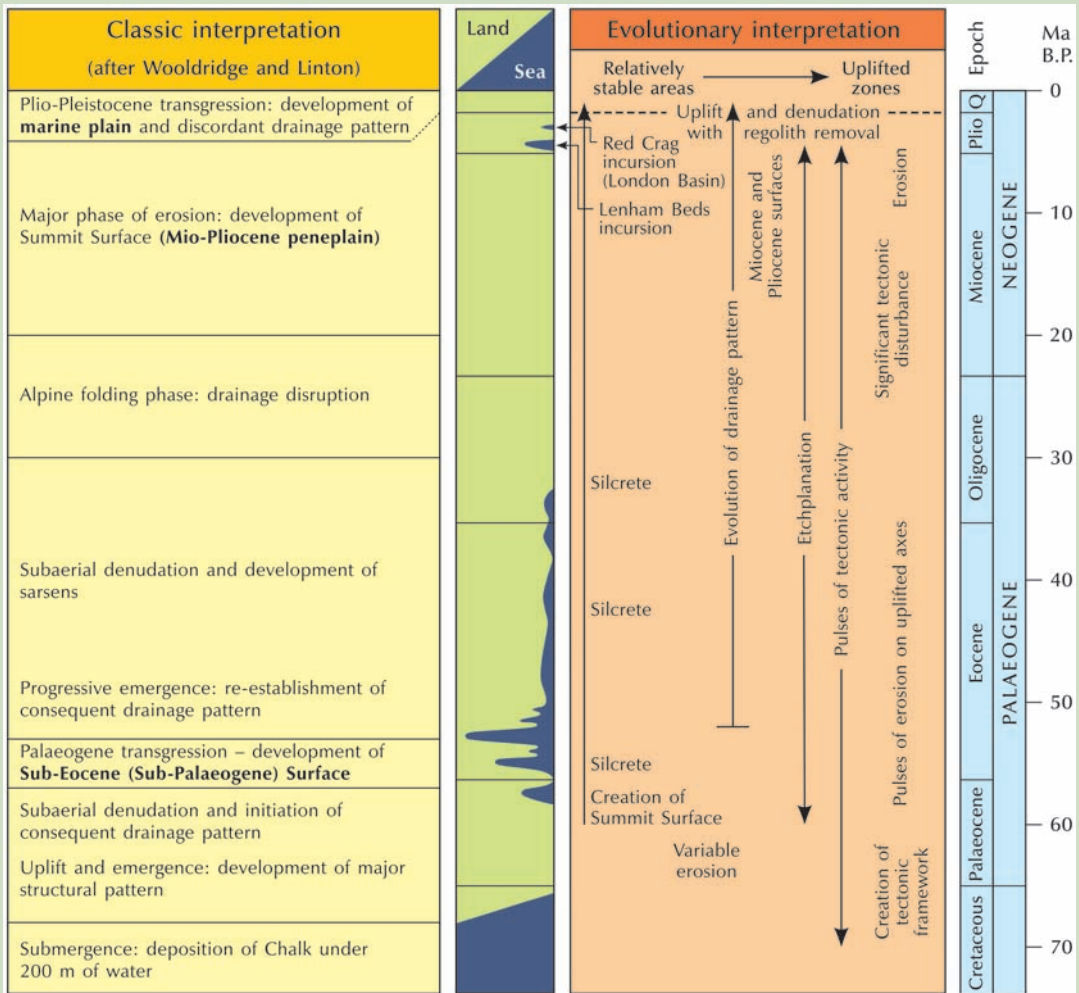 Classic interpretation
(after Wooldridge and Linton)
Plio-Pleistocene transgression: development of
marine plain and discordant drainage pattern
Major phase of erosion: development of
Summit Surface (Mio-Pliocene peneplain)
Alpine folding phase: drainage disruption
Subaerial denudation and development of
sarsens
Progressive emergence: re-establishment of
consequent drainage pattern
Palaeogene transgression – development of
Sub-Eocene (Sub-Palaeogene) Surface
Subaerial denudation and initiation of
consequent drainage pattern
Uplift and emergence: development of major
structural pattern
Submergence: deposition of Chalk under
200 m of water
Land
Sea
Evolutionary interpretation
Relatively
stable areas
Uplifted
zones
Uplift and denudation
with regolith removal
Red Crag
incursion
(London Basin)
Lenham Beds
incursion
Silcrete
Silcrete
Silcrete
Creation of
Summit Surface
Variable
erosion
Evolution of drainage pattern
Miocene and
Pliocene surfaces
Etchplanation
Pulses of tectonic activity
Erosion
Significant tectonic
disturbance
Pulses of erosion on uplifted axes
Creation of
tectonic
framework
Epoch
Q
Plio
Miocene
Oligocene
Eocene
Palaeocene
Cretaceous
NEOGENE
PALAEOGENE
Ma
B.P.
0
10
20
30
40
50
60
70